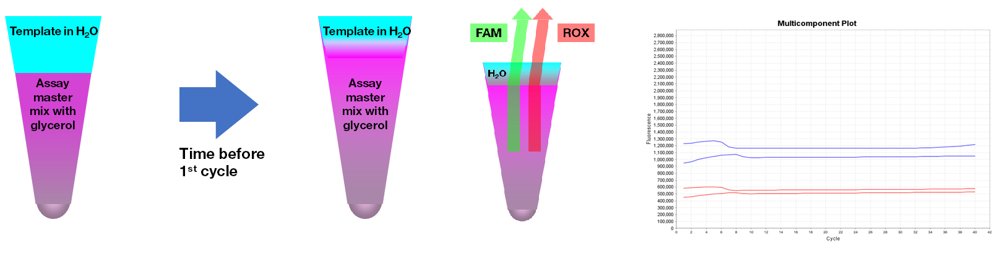 Template in H₂O
Assay
master
mix with
glycerol
Time before
1st cycle
Template in H₂O
Assay
master
mix with
glycerol
FAM
ROX
H₂O
Multicomponent Plot
2,800,000
2,700,000
2,600,000
2,500,000
2,400,000
2,300,000
2,200,000
2,100,000
2,000,000
1,900,000
1,800,000
1,700,000
1,600,000
1,500,000
1,400,000
1,300,000
1,200,000
1,100,000
1,000,000
900,000
800,000
700,000
600,000
500,000
400,000
300,000
200,000
100,000
0
Fluorescence
0 2 4 6 8 10 12 14 16 18 20 22 24 26 28 30 32 34 36 38 40 42
Cycle